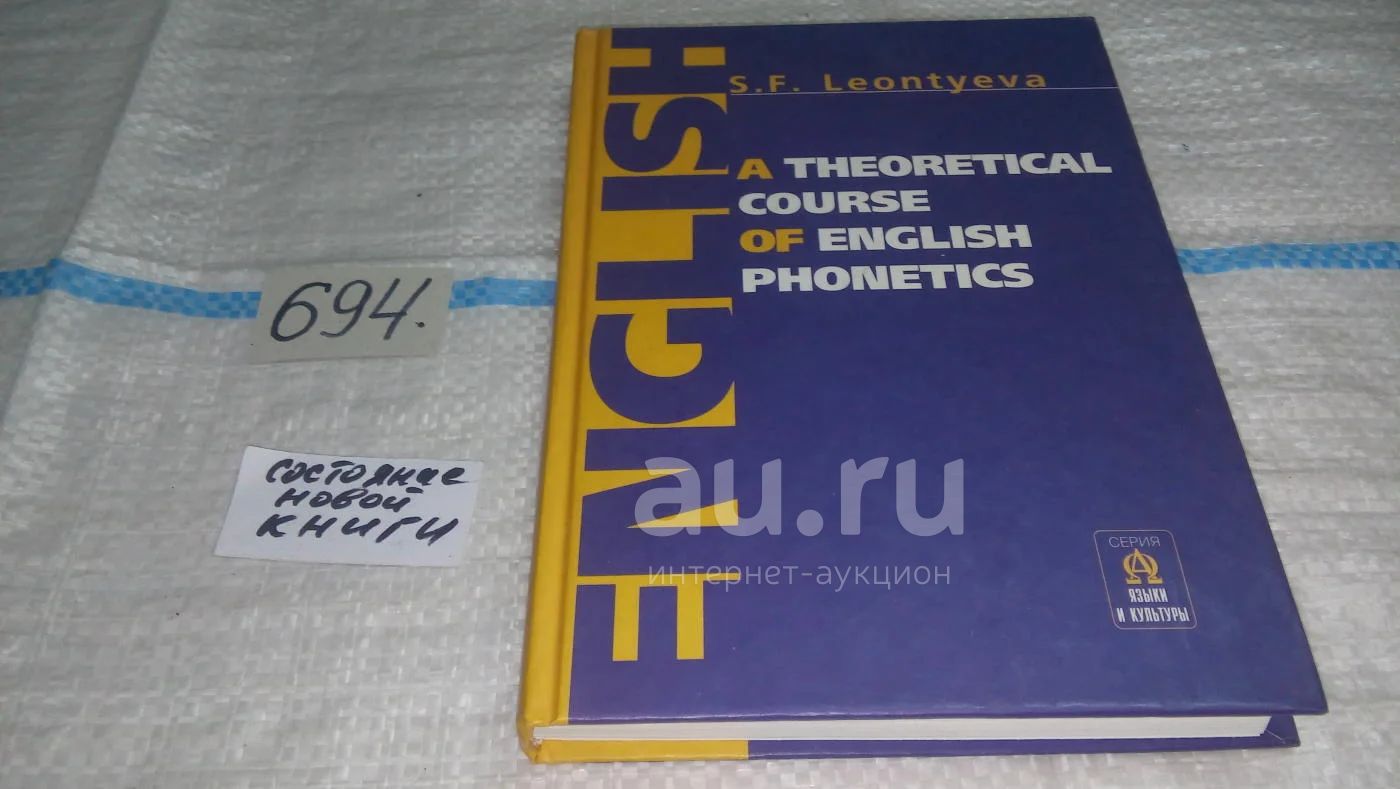 ENGLISH
S.F. Leontyeva
A THEORETICAL
COURSE
OF ENGLISH
PHONETICS
694.
состояние
новой
книги
au.ru
интернет-аукцион
СЕРИЯ
ЯЗЫКИ
И КУЛЬТУРЫ